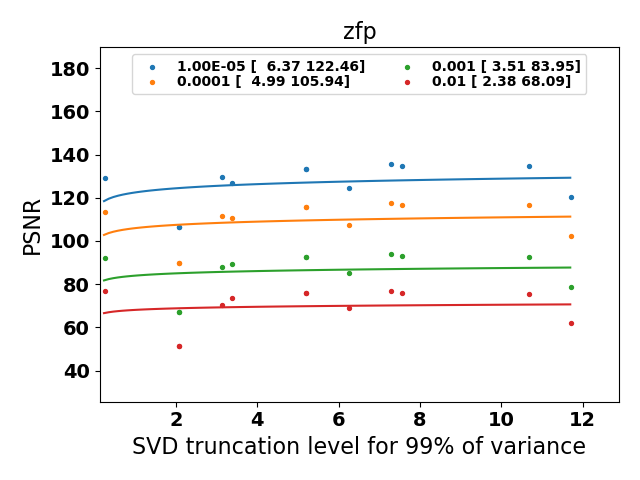 zfp
1.00E-05 [  6.37 122.46]
0.0001 [  4.99 105.94]
0.001 [ 3.51 83.95]
0.01 [ 2.38 68.09]
180
160
140
120
100
80
60
40
PSNR
2 4 6 8 10 12
SVD truncation level for 99% of variance